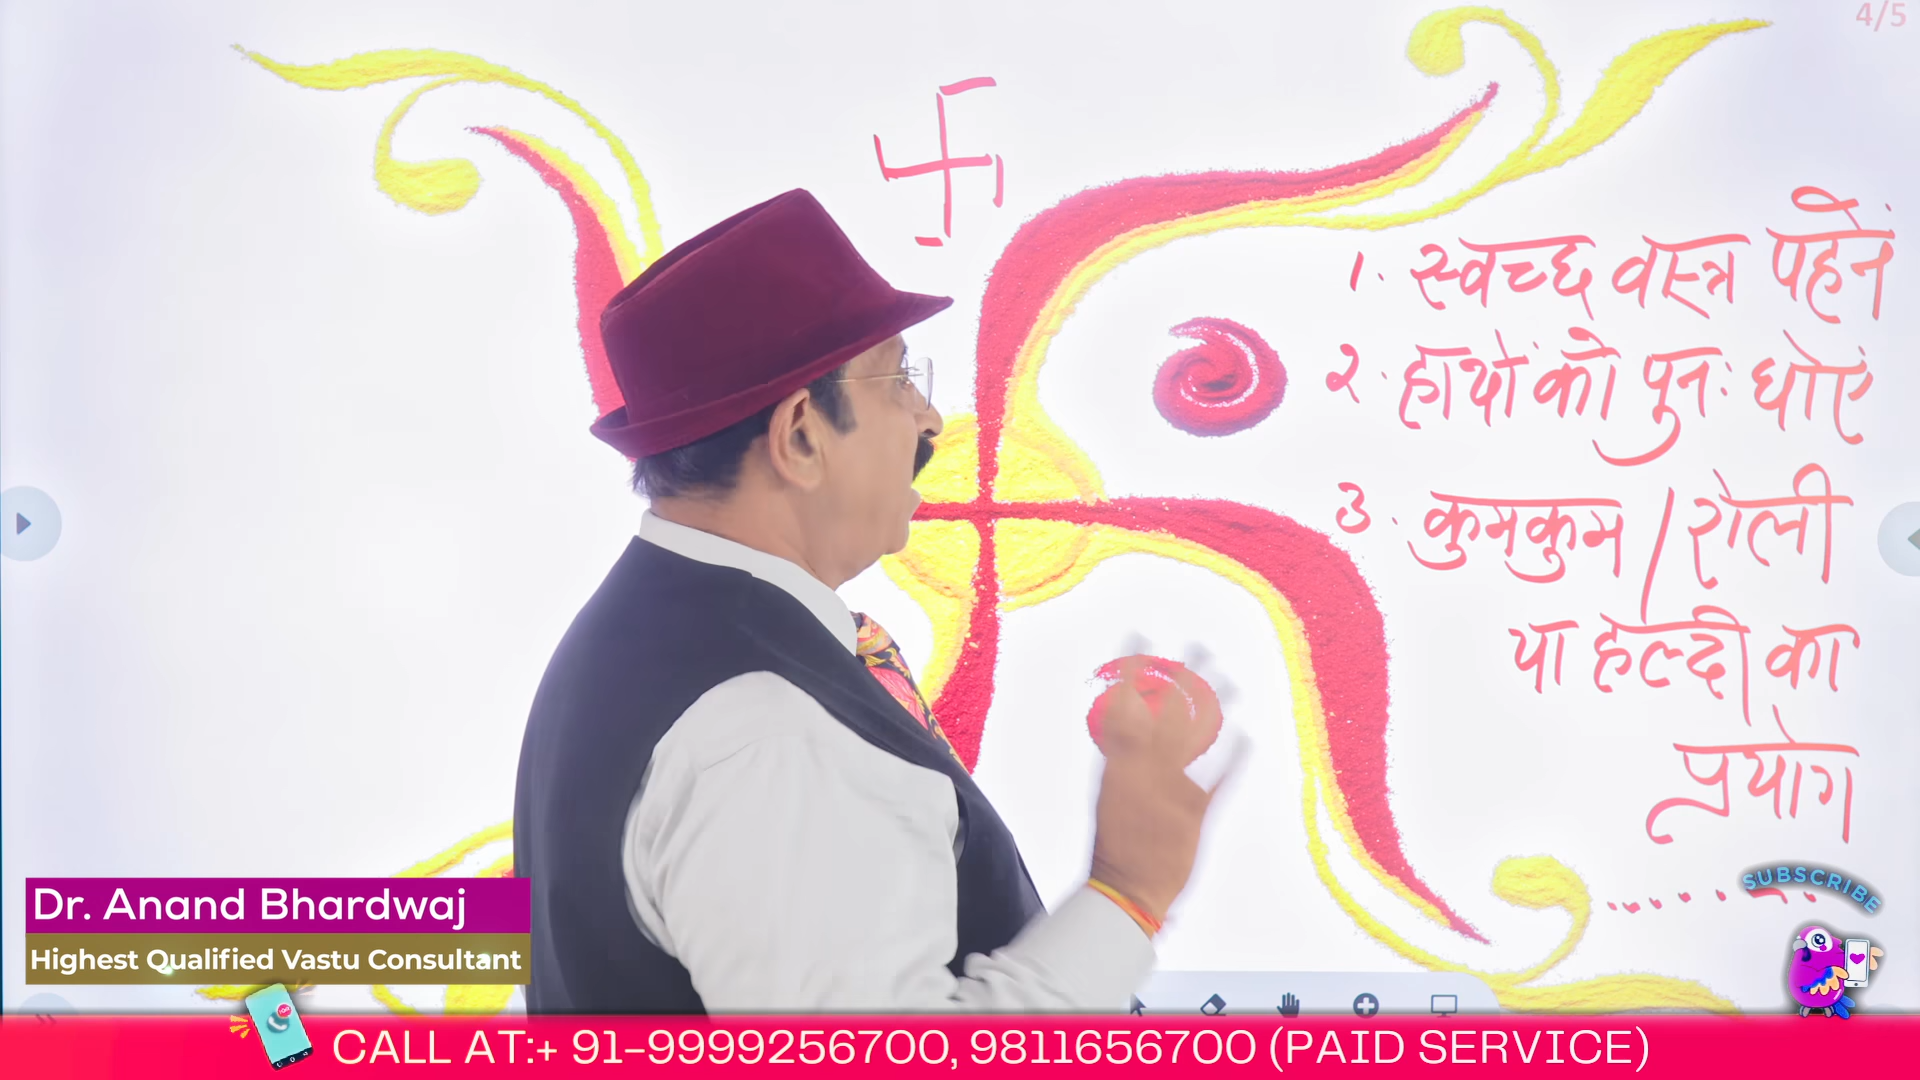 4/5
1. स्वच्छ वस्त्र पहनें
2. हाथों को पुनः धोएं
3. कुमकुम / रोली
या हल्दी का
प्रयोग
SUBSCRIBE
Dr. Anand Bhardwaj
Highest Qualified Vastu Consultant
CALL AT:+ 91-9999256700, 9811656700 (PAID SERVICE)